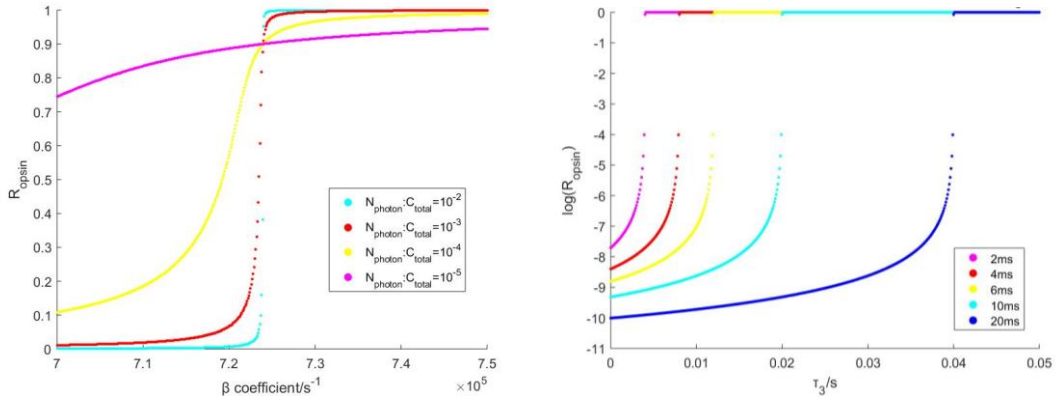 1
0.9
0.8
0.7
0.6
0.5
0.4
0.3
0.2
0.1
0
R_opsin
N_photon:C_total=10^-2
N_photon:C_total=10^-3
N_photon:C_total=10^-4
N_photon:C_total=10^-5
7 7.1 7.2 7.3 7.4 7.5
β coefficient/s^-1
×10^5
0
-1
-2
-3
-4
-5
-6
-7
-8
-9
-10
-11
log(R_opsin)
2ms
4ms
6ms
10ms
20ms
0 0.01 0.02 0.03 0.04 0.05
τ_3/s